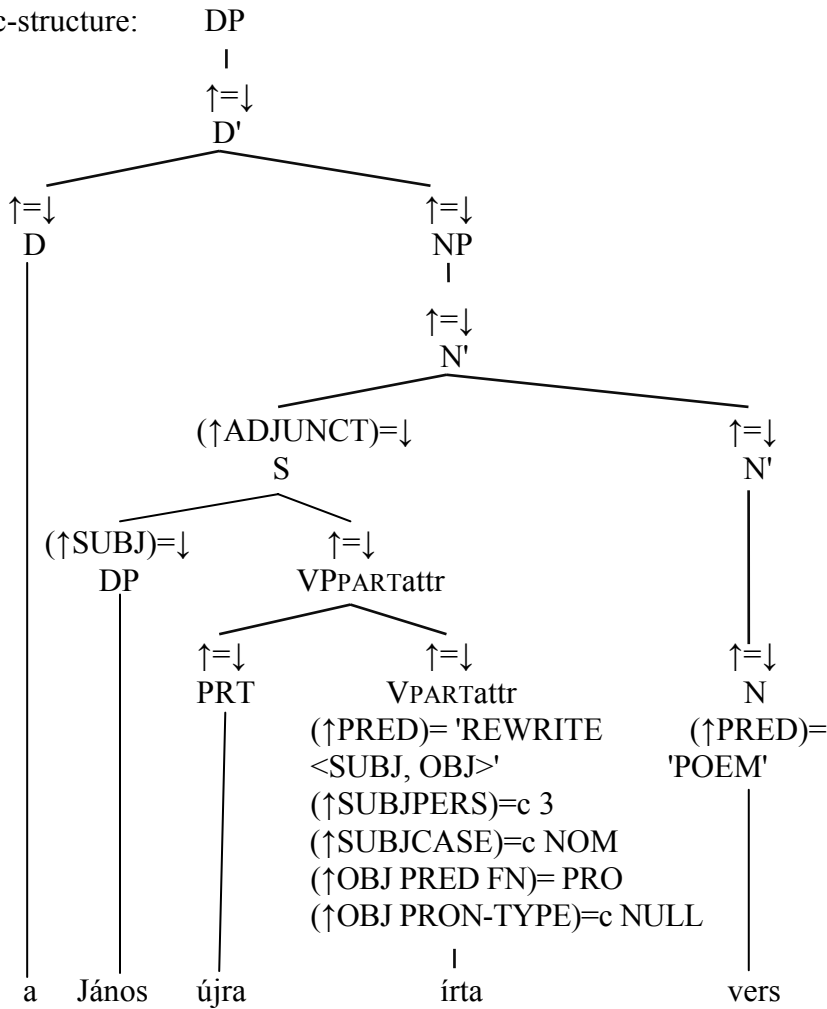 c-structure: DP
↑=↓
D'
↑=↓ ↑=↓
D NP
↑=↓
N'
(↑ADJUNCT)=↓ ↑=↓
S N'
(↑SUBJ)=↓ ↑=↓
DP VPPARTattr
↑=↓ ↑=↓ ↑=↓
PRT VPARTattr N
(↑PRED)= 'REWRITE (↑PRED)=
<SUBJ, OBJ>' 'POEM'
(↑SUBJPERS)=c 3
(↑SUBJCASE)=c NOM
(↑OBJ PRED FN)= PRO
(↑OBJ PRON-TYPE)=c NULL
a János újra írta vers